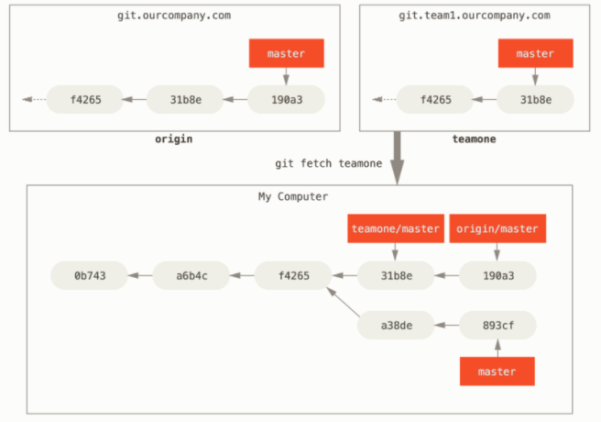 git.ourcompany.com
master
f4265 31b8e 190a3
origin
git.team1.ourcompany.com
master
f4265 31b8e
teamone
git fetch teamone
My Computer
teamone/master origin/master
0b743 a6b4c f4265 31b8e 190a3
a38de 893cf
master